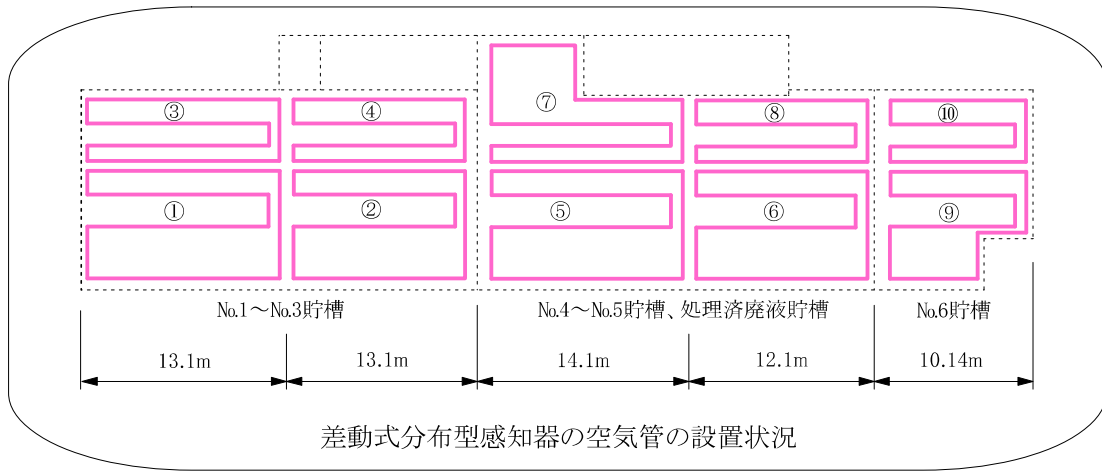 ⑦
③ ④ ⑧ ⑩
① ② ⑤ ⑥ ⑨
№1～№3貯槽 №4～№5貯槽、処理済廃液貯槽 №6貯槽
13.1m 13.1m 14.1m 12.1m 10.14m
差動式分布型感知器の空気管の設置状況